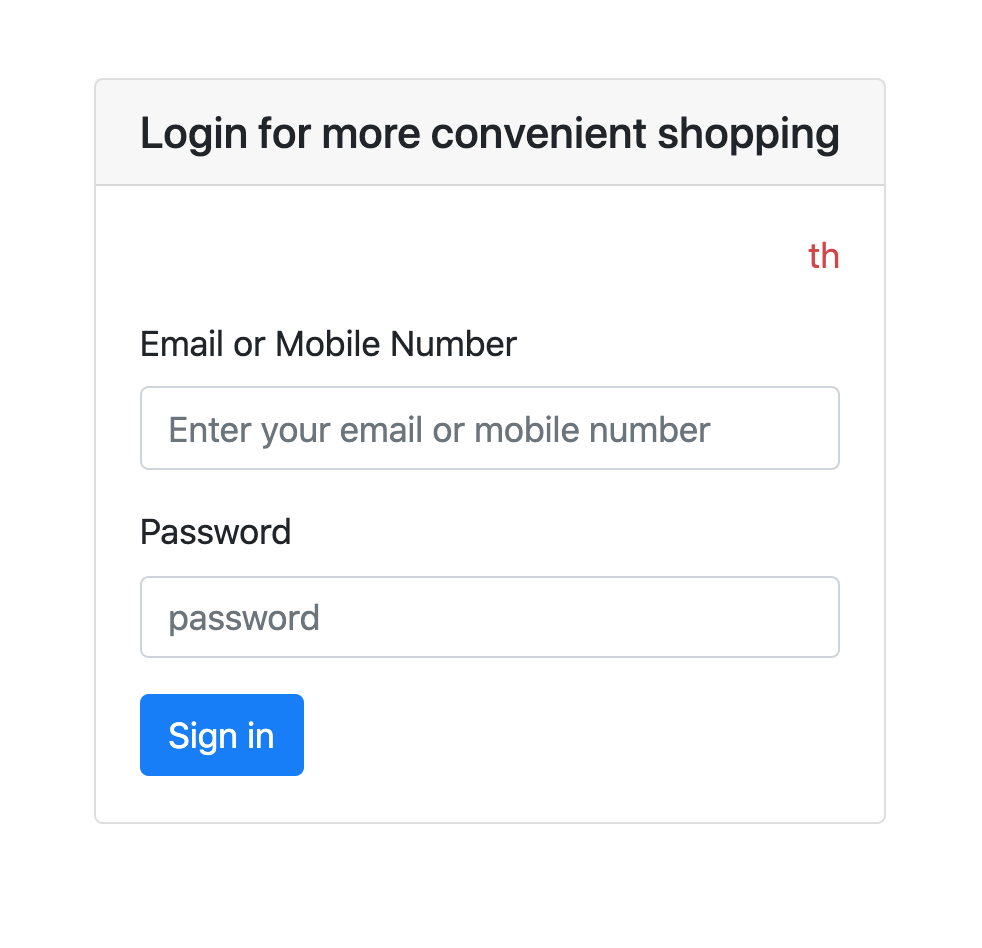 Login for more convenient shopping
th
Email or Mobile Number
Enter your email or mobile number
Password
password
Sign in